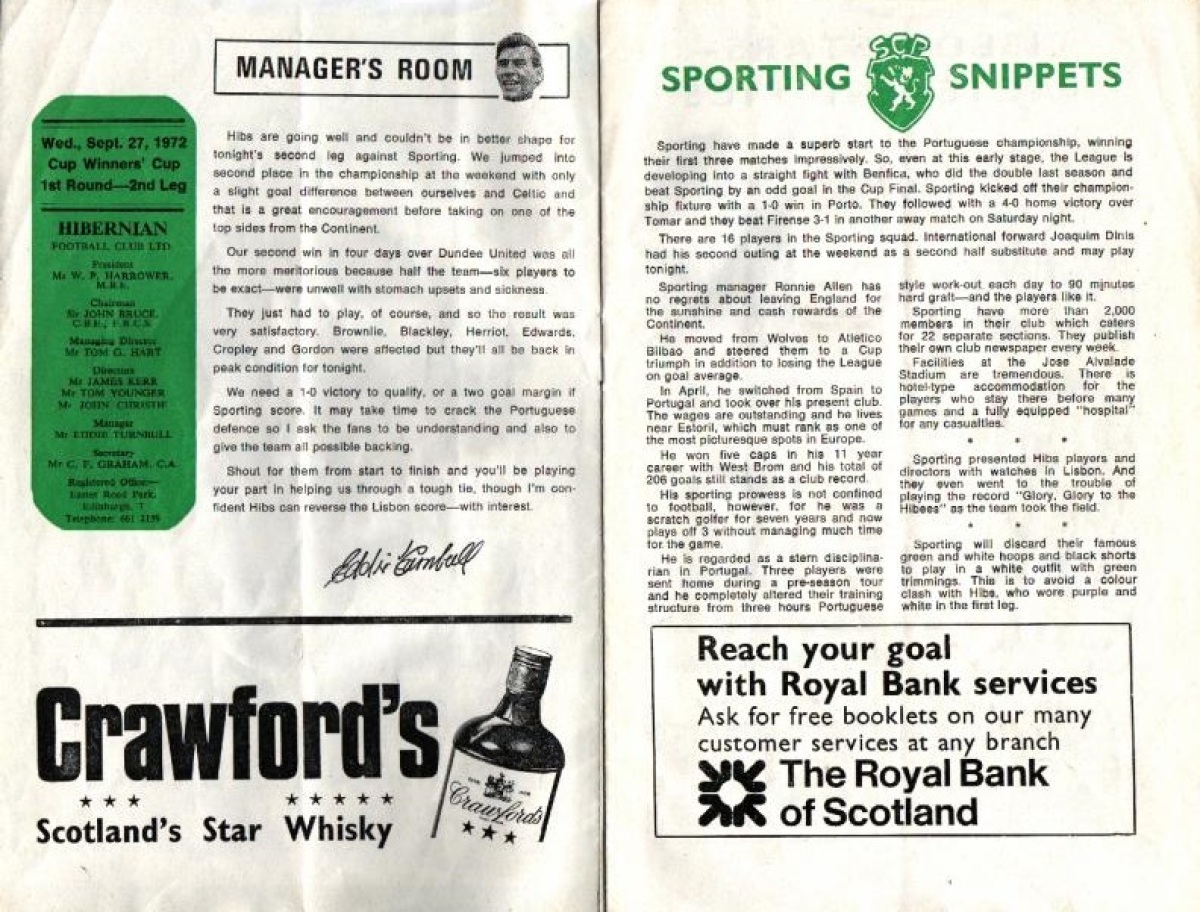 MANAGER'S ROOM
Wed., Sept. 27, 1972
Cup Winners' Cup
1st Round—2nd Leg
HIBERNIAN
FOOTBALL CLUB LTD
President
Mr W. P. HARROWER,
M.B.E.
Chairman
Sir JOHN BRUCE,
C.B.E., F.R.C.S.
Managing Director
Mr TOM G. HART
Directors
Mr JAMES KERR
Mr TOM YOUNGER
Mr JOHN CHRISTIE
Manager
Mr EDDIE TURNBULL
Secretary
Mr C. F. GRAHAM, C.A.
Registered Office:—
Easter Road Park,
Edinburgh, 7
Telephone: 661 2159
Hibs are going well and couldn't be in better shape for
tonight's second leg against Sporting. We jumped into
second place in the championship at the weekend with only
a slight goal difference between ourselves and Celtic and
that is a great encouragement before taking on one of the
top sides from the Continent.
Our second win in four days over Dundee United was all
the more meritorious because half the team—six players to
be exact—were unwell with stomach upsets and sickness.
They just had to play, of course, and so the result was
very satisfactory. Brownlie, Blackley, Herriot, Edwards,
Cropley and Gordon were affected but they'll all be back in
peak condition for tonight.
We need a 1-0 victory to qualify, or a two goal margin if
Sporting score. It may take time to crack the Portuguese
defence so I ask the fans to be understanding and also to
give the team all possible backing.
Shout for them from start to finish and you'll be playing
your part in helping us through a tough tie, though I'm con-
fident Hibs can reverse the Lisbon score—with interest.
Eddie Turnbull
Crawford's
Scotland's Star Whisky
Crawford's
SPORTING SCP SNIPPETS
Sporting have made a superb start to the Portuguese championship, winning
their first three matches impressively. So, even at this early stage, the League is
developing into a straight fight with Benfica, who did the double last season and
beat Sporting by an odd goal in the Cup Final. Sporting kicked off their champion-
ship fixture with a 1-0 win in Porto. They followed with a 4-0 home victory over
Tomar and they beat Firense 3-1 in another away match on Saturday night.
There are 16 players in the Sporting squad. International forward Joaquim Dinis
had his second outing at the weekend as a second half substitute and may play
tonight.
Sporting manager Ronnie Allen has
no regrets about leaving England for
the sunshine and cash rewards of the
Continent.
He moved from Wolves to Atletico
Bilbao and steered them to a Cup
triumph in addition to losing the League
on goal average.
In April, he switched from Spain to
Portugal and took over his present club.
The wages are outstanding and he lives
near Estoril, which must rank as one of
the most picturesque spots in Europe.
He won five caps in his 11 year
career with West Brom and his total of
206 goals still stands as a club record.
His sporting prowess is not confined
to football, however, for he was a
scratch golfer for seven years and now
plays off 3 without managing much time
for the game.
He is regarded as a stern disciplina-
rian in Portugal. Three players were
sent home during a pre-season tour
and he completely altered their training
structure from three hours Portuguese
style work-out each day to 90 minutes
hard graft—and the players like it.
Sporting have more than 2,000
members in their club which caters
for 22 separate sections. They publish
their own club newspaper every week.
Facilities at the Jose Alvalade
Stadium are tremendous. There is
hotel-type accommodation for the
players who stay there before many
games and a fully equipped "hospital"
for any casualties.
* * *
Sporting presented Hibs players and
directors with watches in Lisbon. And
they even went to the trouble of
playing the record "Glory, Glory to the
Hibees" as the team took the field.
* * *
Sporting will discard their famous
green and white hoops and black shorts
to play in a white outfit with green
trimmings. This is to avoid a colour
clash with Hibs, who wore purple and
white in the first leg.
Reach your goal
with Royal Bank services
Ask for free booklets on our many
customer services at any branch
The Royal Bank
of Scotland